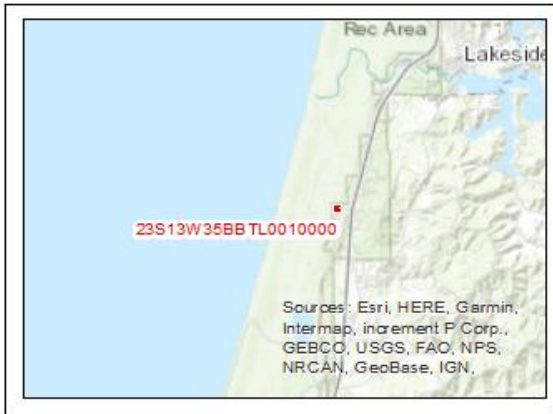 Rec Area
Lakeside
23S13W35BBTL0010000
Sources: Esri, HERE, Garmin,
Intermap, increment P Corp.,
GEBCO, USGS, FAO, NPS,
NRCAN, GeoBase, IGN,